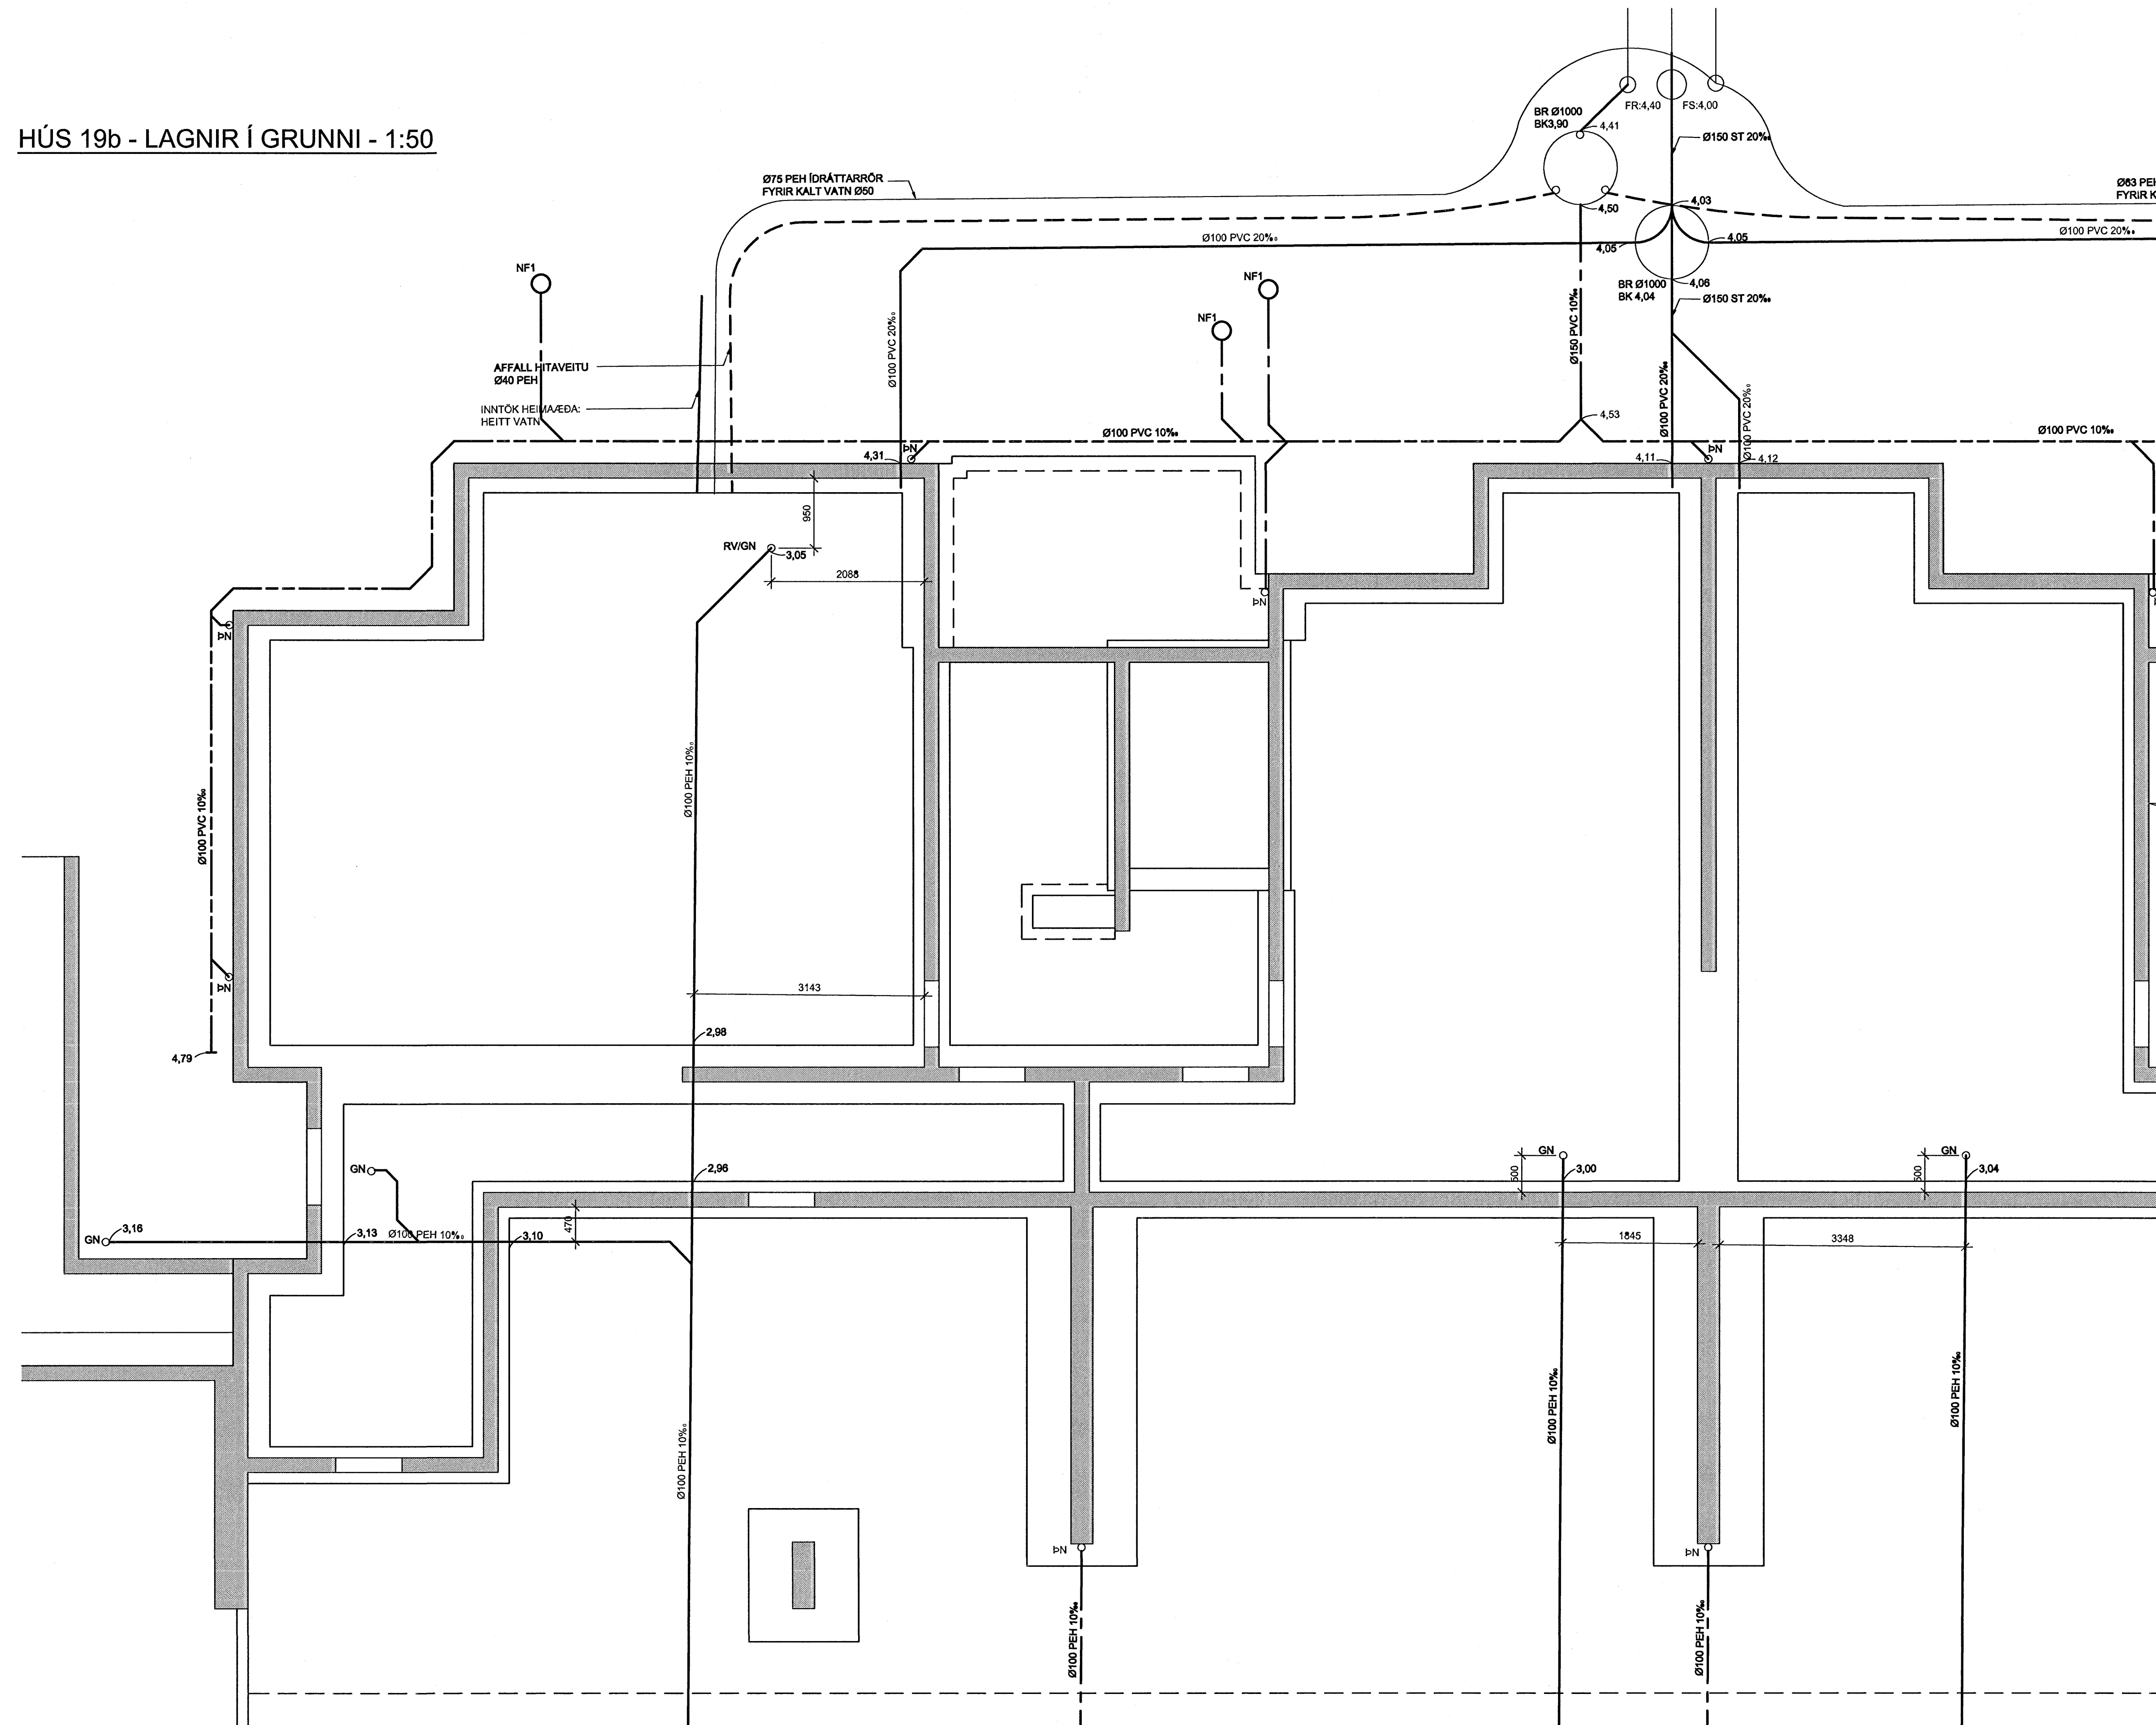 HÚS 19b - LAGNIR Í GRUNNI - 1:50
BR Ø1000
BK3,90
4,41
FR:4,40
FS:4,00
Ø150 ST 20‰
Ø75 PEH ÍDRÁTTARRÖR
FYRIR KALT VATN Ø50
Ø63 PEH
FYRIR K
4,50
4,03
Ø100 PVC 20‰
4,05
4,05
Ø100 PVC 20‰
NF1
NF1
NF1
BR Ø1000
BK 4,04
4,06
Ø150 ST 20‰
Ø100 PVC 20‰
Ø150 PVC 10‰
AFFALL HITAVEITU
Ø40 PEH
INNTÖK HEIMAÆÐA:
HEITT VATN
4,53
Ø100 PVC 20‰
Ø100 PVC 20‰
Ø100 PVC 10‰
Ø100 PVC 10‰
4,31
ÞN
4,11
ÞN
4,12
950
RV/GN
3,05
2088
ÞN
ÞN
Ø100 PEH 10‰
Ø100 PVC 10‰
ÞN
3143
2,98
4,79
GN
2,96
GN
500
3,00
GN
500
3,04
GN
3,16
3,13
Ø100 PEH 10‰
3,10
470
1845
3348
Ø100 PEH 10‰
Ø100 PEH 10‰
Ø100 PEH 10‰
ÞN
ÞN
Ø100 PEH 10‰
Ø100 PEH 10‰